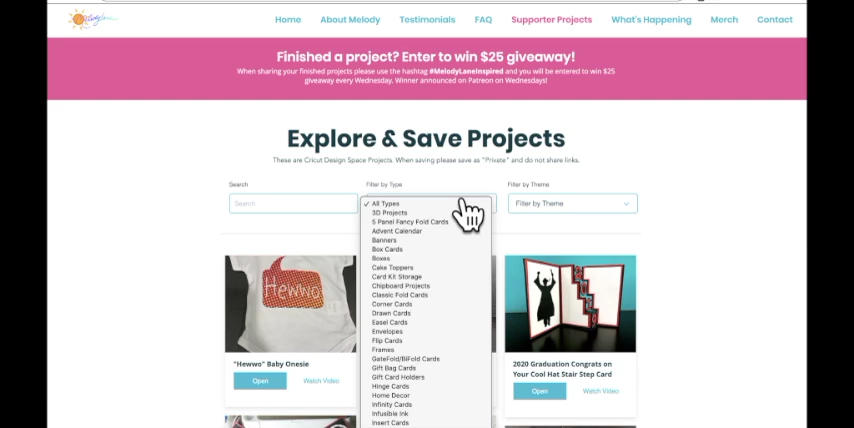 Melody Lane
Home About Melody Testimonials FAQ Supporter Projects What's Happening Merch Contact
Finished a project? Enter to win $25 giveaway!
When sharing your finished projects please use the hashtag #MelodyLaneInspired and you will be entered to win $25
giveaway every Wednesday. Winner announced on Patreon on Wednesdays!
Explore & Save Projects
These are Cricut Design Space Projects. When saving please save as "Private" and do not share links.
Search Filter by Type Filter by Theme
Search Filter by Theme
✓ All Types
3D Projects
5 Panel Fancy Fold Cards
Advent Calendar
Banners
Box Cards
Boxes
Cake Toppers
Card Kit Storage
Chipboard Projects
Classic Fold Cards
Corner Cards
Drawn Cards
Easel Cards
Envelopes
Flip Cards
Frames
GateFold/BiFold Cards
Gift Bag Cards
Gift Card Holders
Hinge Cards
Home Decor
Infinity Cards
Infusible Ink
Insert Cards
Hewwo
"Hewwo" Baby Onesie
Open Watch Video
2020 Graduation Congrats on
Your Cool Hat Stair Step Card
Open Watch Video